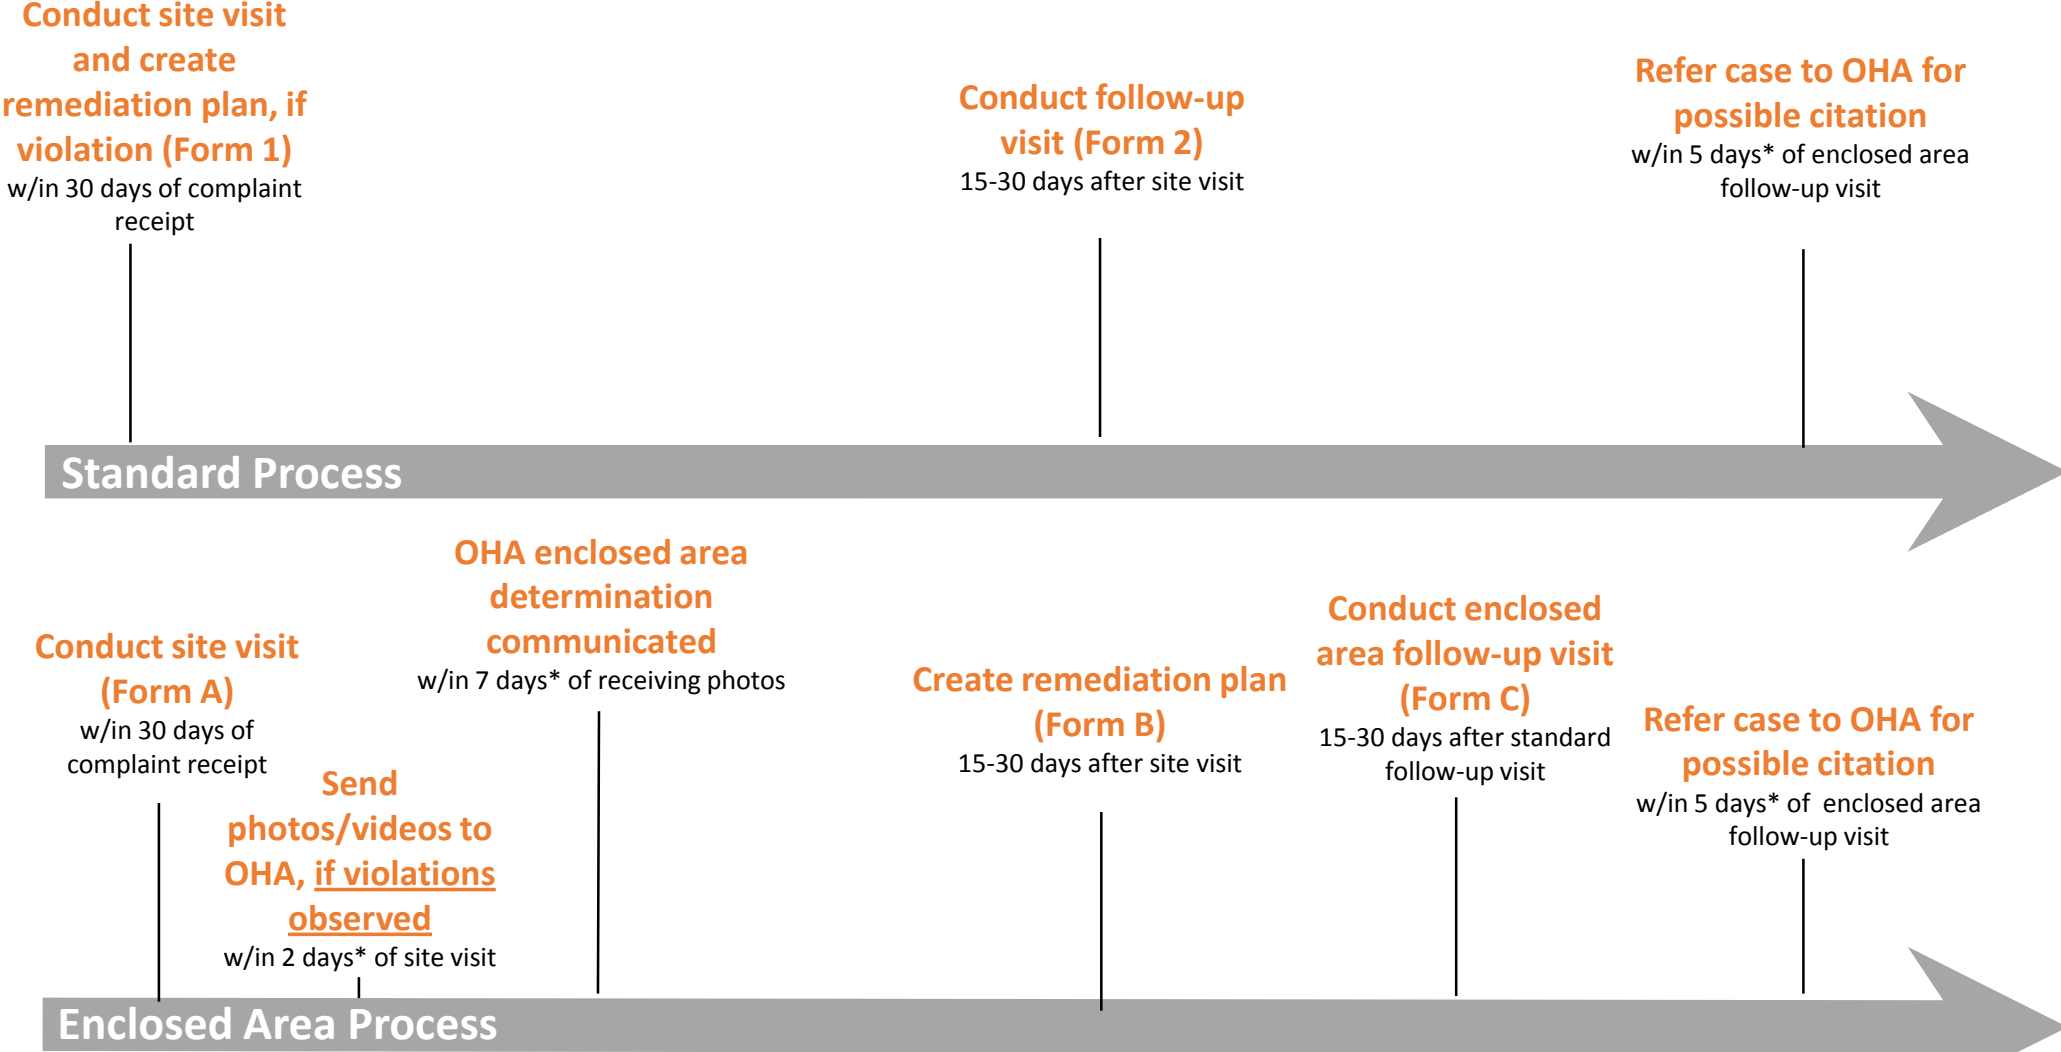 Conduct site visit
and create
remediation plan, if
violation (Form 1)
w/in 30 days of complaint
receipt
Conduct follow-up
visit (Form 2)
15-30 days after site visit
Refer case to OHA for
possible citation
w/in 5 days* of enclosed area
follow-up visit
Standard Process
Conduct site visit
(Form A)
w/in 30 days of
complaint receipt
Send
photos/videos to
OHA, if violations
observed
w/in 2 days* of site visit
OHA enclosed area
determination
communicated
w/in 7 days* of receiving photos
Create remediation plan
(Form B)
15-30 days after site visit
Conduct enclosed
area follow-up visit
(Form C)
15-30 days after standard
follow-up visit
Refer case to OHA for
possible citation
w/in 5 days* of  enclosed area
follow-up visit
Enclosed Area Process